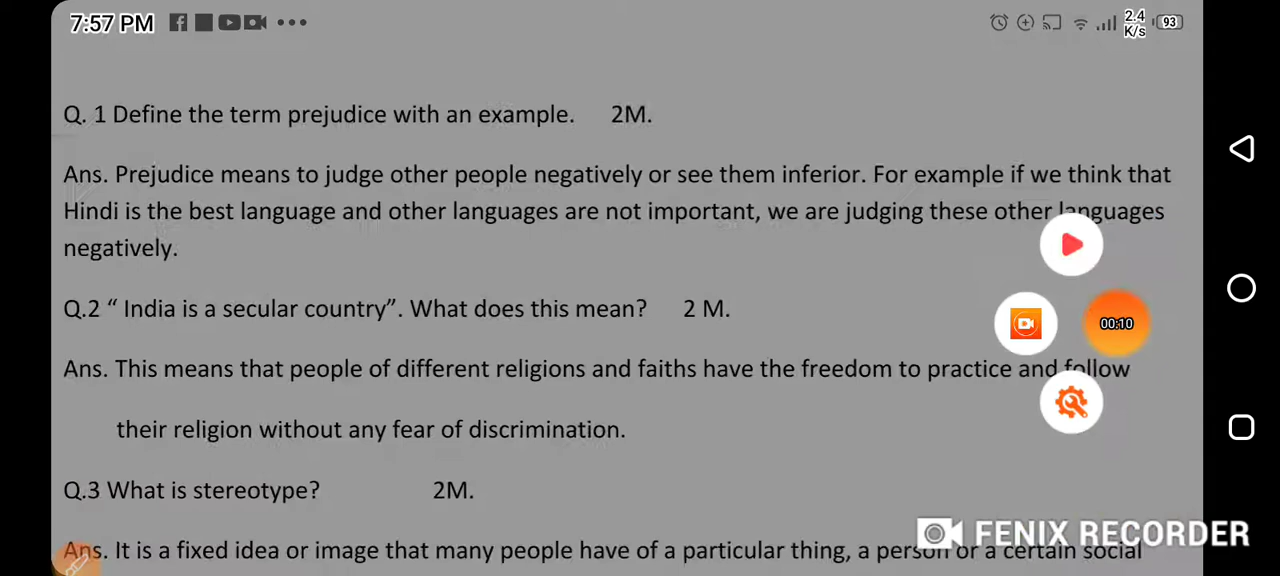 7:57 PM
2.4
K/s
93
Q. 1 Define the term prejudice with an example. 2M.
Ans. Prejudice means to judge other people negatively or see them inferior. For example if we think that
Hindi is the best language and other languages are not important, we are judging these other languages
negatively.
Q.2 “ India is a secular country”. What does this mean? 2 M.
00:10
Ans. This means that people of different religions and faiths have the freedom to practice and follow
their religion without any fear of discrimination.
Q.3 What is stereotype? 2M.
FENIX RECORDER
Ans. It is a fixed idea or image that many people have of a particular thing, a person or a certain social